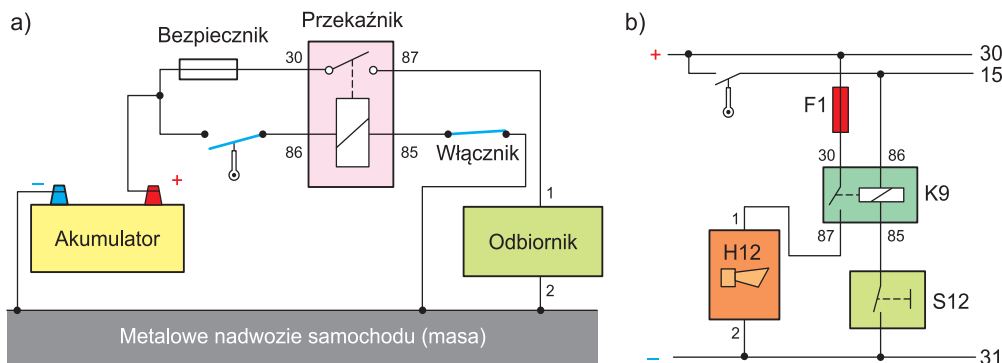 a)
Bezpiecznik
Przekaźnik
30
87
86
85
Włącznik
−
+
Akumulator
1
Odbiornik
2
Metalowe nadwozie samochodu (masa)
b)
+
30
15
F1
30
86
K9
87
85
1
H12
2
S12
−
31